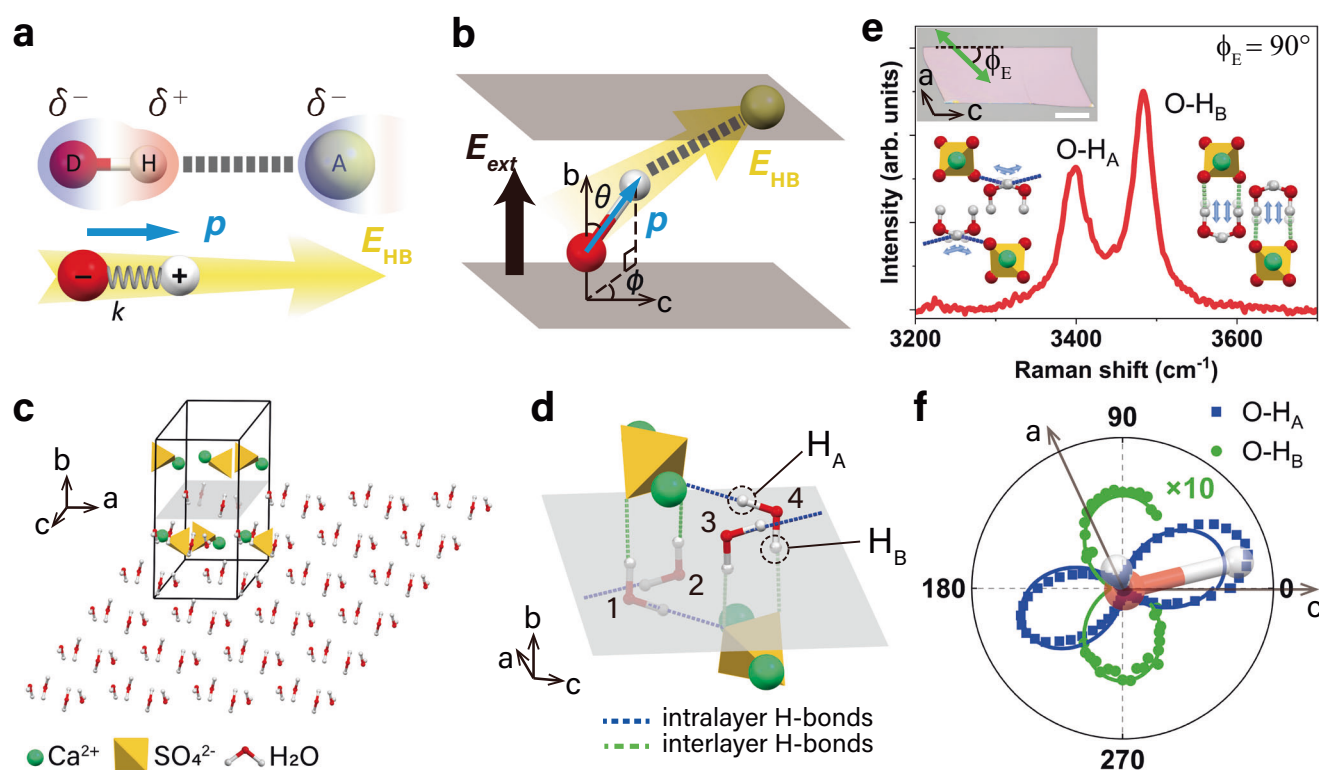 a
δ⁻ δ⁺ δ⁻
D H A
p
E_HB
− +
k
b
E_ext
b
θ
p
E_HB
ϕ
c
c
b
a
c
Ca²⁺ SO₄²⁻ H₂O
d
H_A
4
3
H_B
2
1
b
a
c
intralayer H-bonds
interlayer H-bonds
e
ϕ_E = 90°
ϕ_E
a
c
O-H_B
O-H_A
Intensity (arb. units)
3200 3400 3600
Raman shift (cm⁻¹)
f
90
O-H_A
O-H_B
a
×10
180
0
c
270